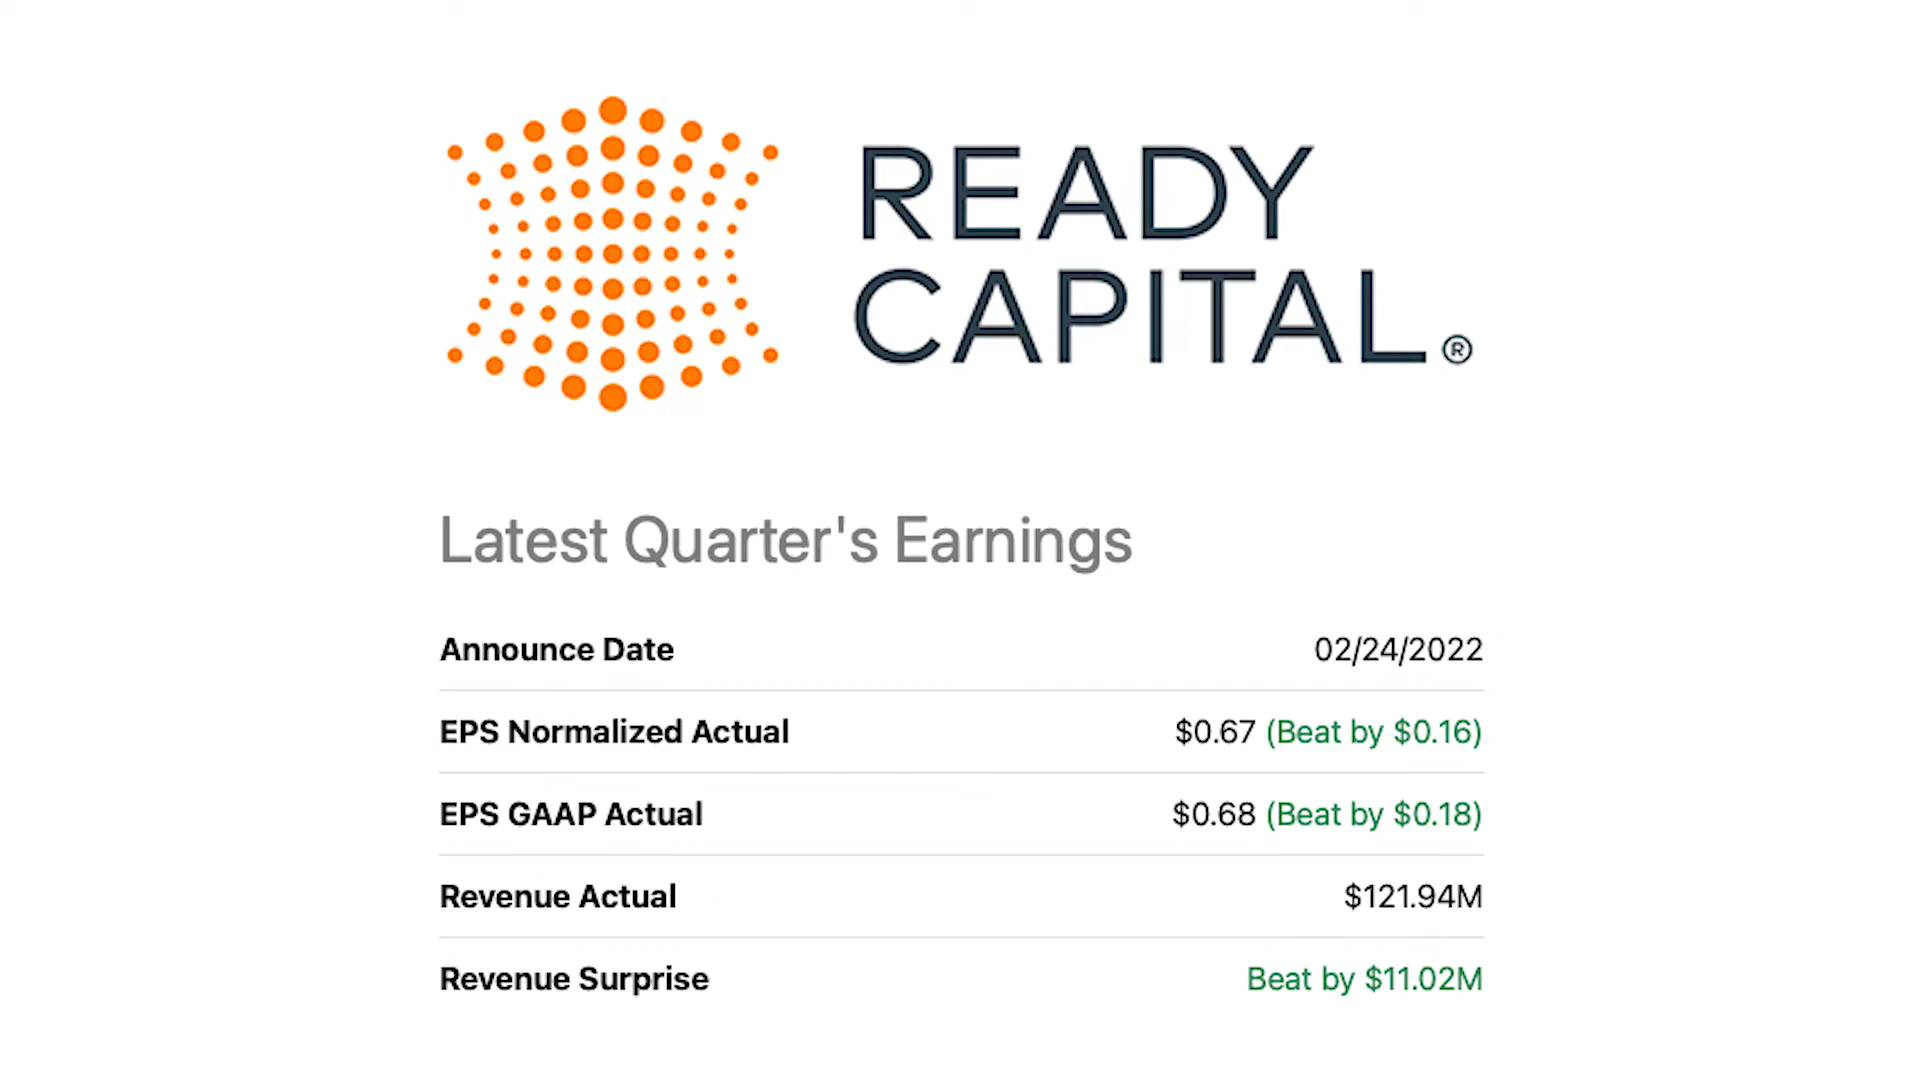 READY
CAPITAL®
Latest Quarter's Earnings
Announce Date 02/24/2022
EPS Normalized Actual $0.67 (Beat by $0.16)
EPS GAAP Actual $0.68 (Beat by $0.18)
Revenue Actual $121.94M
Revenue Surprise Beat by $11.02M